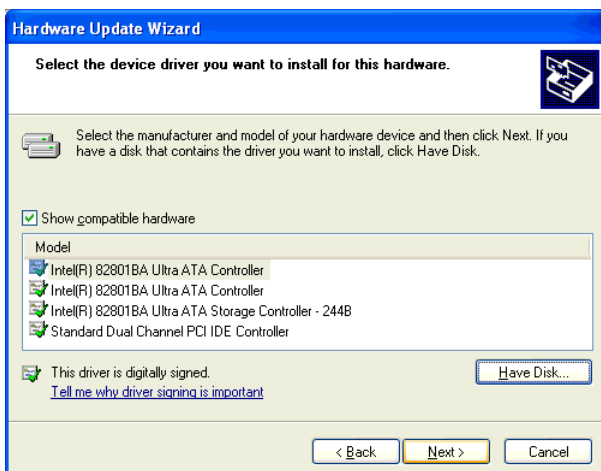 Hardware Update Wizard
Select the device driver you want to install for this hardware.
Select the manufacturer and model of your hardware device and then click Next. If you
have a disk that contains the driver you want to install, click Have Disk.
Show compatible hardware
Model
Intel(R) 82801BA Ultra ATA Controller
Intel(R) 82801BA Ultra ATA Controller
Intel(R) 82801BA Ultra ATA Storage Controller - 244B
Standard Dual Channel PCI IDE Controller
This driver is digitally signed.
Have Disk...
Tell me why driver signing is important
< Back Next > Cancel